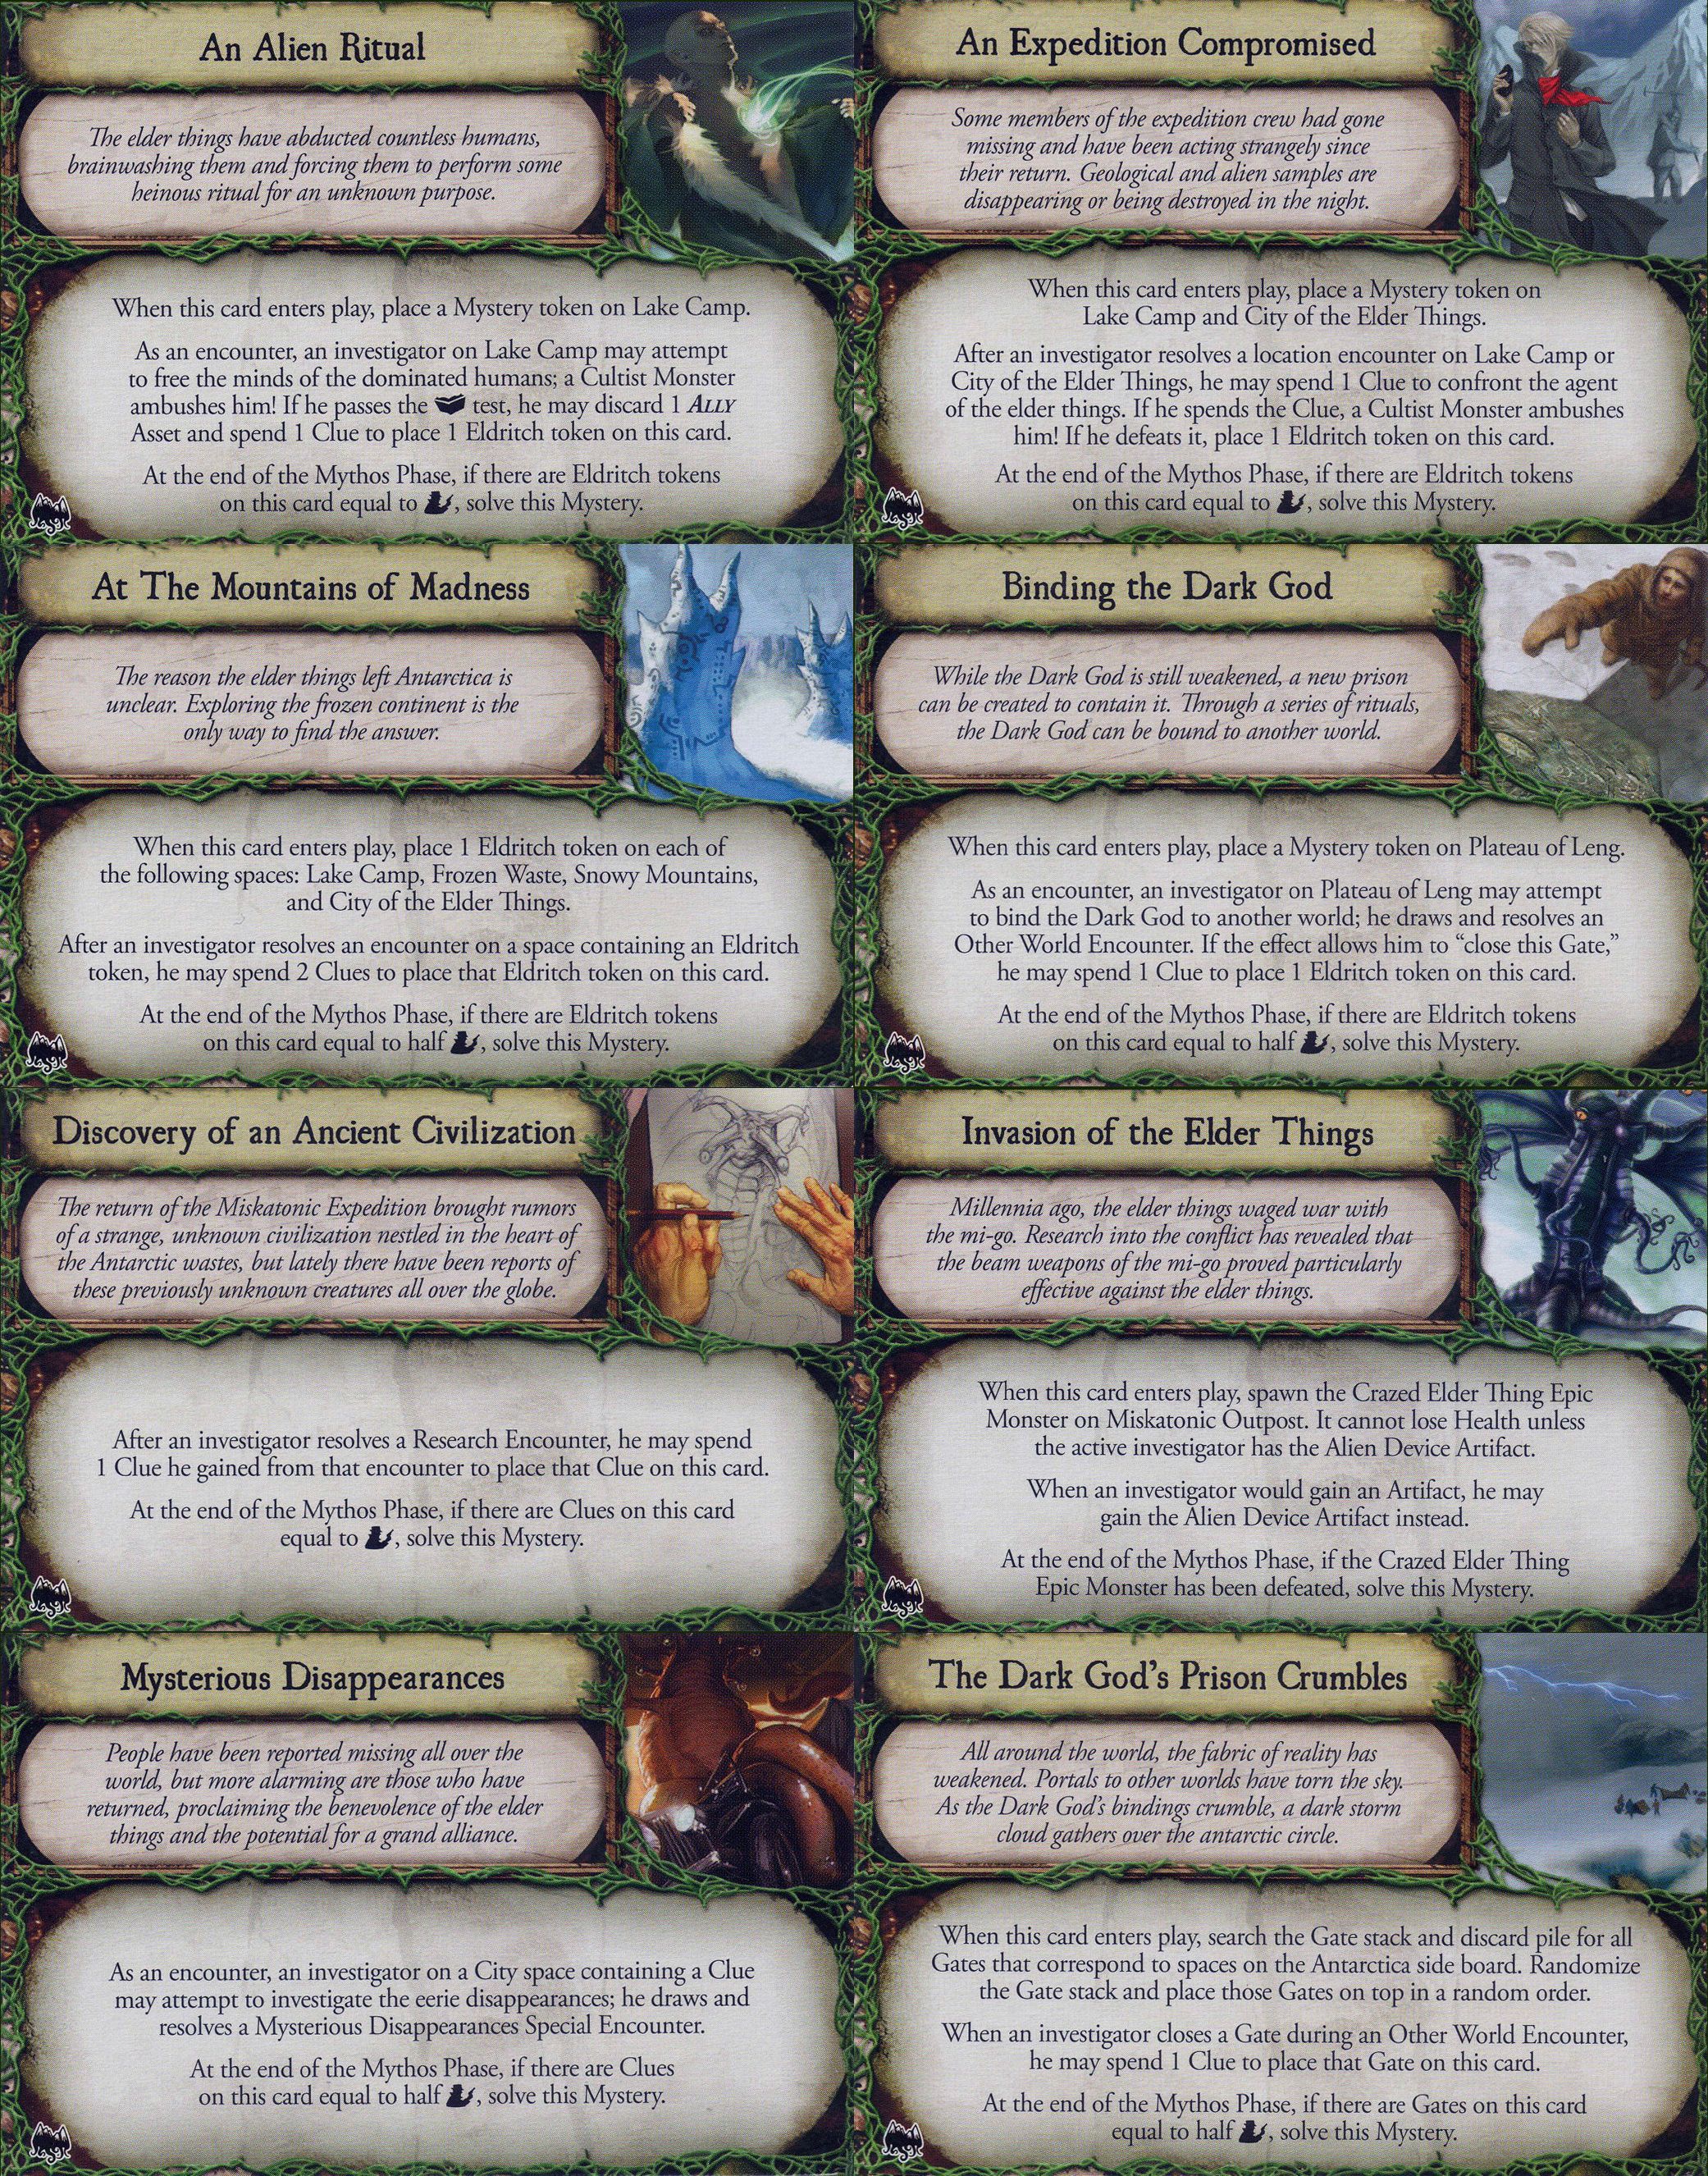 An Alien Ritual
The elder things have abducted countless humans,
brainwashing them and forcing them to perform some
heinous ritual for an unknown purpose.
When this card enters play, place a Mystery token on Lake Camp.
As an encounter, an investigator on Lake Camp may attempt
to free the minds of the dominated humans; a Cultist Monster
ambushes him! If he passes the test, he may discard 1 ALLY
Asset and spend 1 Clue to place 1 Eldritch token on this card.
At the end of the Mythos Phase, if there are Eldritch tokens
on this card equal to , solve this Mystery.
An Expedition Compromised
Some members of the expedition crew had gone
missing and have been acting strangely since
their return. Geological and alien samples are
disappearing or being destroyed in the night.
When this card enters play, place a Mystery token on
Lake Camp and City of the Elder Things.
After an investigator resolves a location encounter on Lake Camp or
City of the Elder Things, he may spend 1 Clue to confront the agent
of the elder things. If he spends the Clue, a Cultist Monster ambushes
him! If he defeats it, place 1 Eldritch token on this card.
At the end of the Mythos Phase, if there are Eldritch tokens
on this card equal to , solve this Mystery.
At The Mountains of Madness
The reason the elder things left Antarctica is
unclear. Exploring the frozen continent is the
only way to find the answer.
When this card enters play, place 1 Eldritch token on each of
the following spaces: Lake Camp, Frozen Waste, Snowy Mountains,
and City of the Elder Things.
After an investigator resolves an encounter on a space containing an Eldritch
token, he may spend 2 Clues to place that Eldritch token on this card.
At the end of the Mythos Phase, if there are Eldritch tokens
on this card equal to half , solve this Mystery.
Binding the Dark God
While the Dark God is still weakened, a new prison
can be created to contain it. Through a series of rituals,
the Dark God can be bound to another world.
When this card enters play, place a Mystery token on Plateau of Leng.
As an encounter, an investigator on Plateau of Leng may attempt
to bind the Dark God to another world; he draws and resolves an
Other World Encounter. If the effect allows him to “close this Gate,”
he may spend 1 Clue to place 1 Eldritch token on this card.
At the end of the Mythos Phase, if there are Eldritch tokens
on this card equal to half , solve this Mystery.
Discovery of an Ancient Civilization
The return of the Miskatonic Expedition brought rumors
of a strange, unknown civilization nestled in the heart of
the Antarctic wastes, but lately there have been reports of
these previously unknown creatures all over the globe.
After an investigator resolves a Research Encounter, he may spend
1 Clue he gained from that encounter to place that Clue on this card.
At the end of the Mythos Phase, if there are Clues on this card
equal to , solve this Mystery.
Invasion of the Elder Things
Millennia ago, the elder things waged war with
the mi-go. Research into the conflict has revealed that
the beam weapons of the mi-go proved particularly
effective against the elder things.
When this card enters play, spawn the Crazed Elder Thing Epic
Monster on Miskatonic Outpost. It cannot lose Health unless
the active investigator has the Alien Device Artifact.
When an investigator would gain an Artifact, he may
gain the Alien Device Artifact instead.
At the end of the Mythos Phase, if the Crazed Elder Thing
Epic Monster has been defeated, solve this Mystery.
Mysterious Disappearances
People have been reported missing all over the
world, but more alarming are those who have
returned, proclaiming the benevolence of the elder
things and the potential for a grand alliance.
As an encounter, an investigator on a City space containing a Clue
may attempt to investigate the eerie disappearances; he draws and
resolves a Mysterious Disappearances Special Encounter.
At the end of the Mythos Phase, if there are Clues
on this card equal to half , solve this Mystery.
The Dark God's Prison Crumbles
All around the world, the fabric of reality has
weakened. Portals to other worlds have torn the sky.
As the Dark God's bindings crumble, a dark storm
cloud gathers over the antarctic circle.
When this card enters play, search the Gate stack and discard pile for all
Gates that correspond to spaces on the Antarctica side board. Randomize
the Gate stack and place those Gates on top in a random order.
When an investigator closes a Gate during an Other World Encounter,
he may spend 1 Clue to place that Gate on this card.
At the end of the Mythos Phase, if there are Gates on this card
equal to half , solve this Mystery.